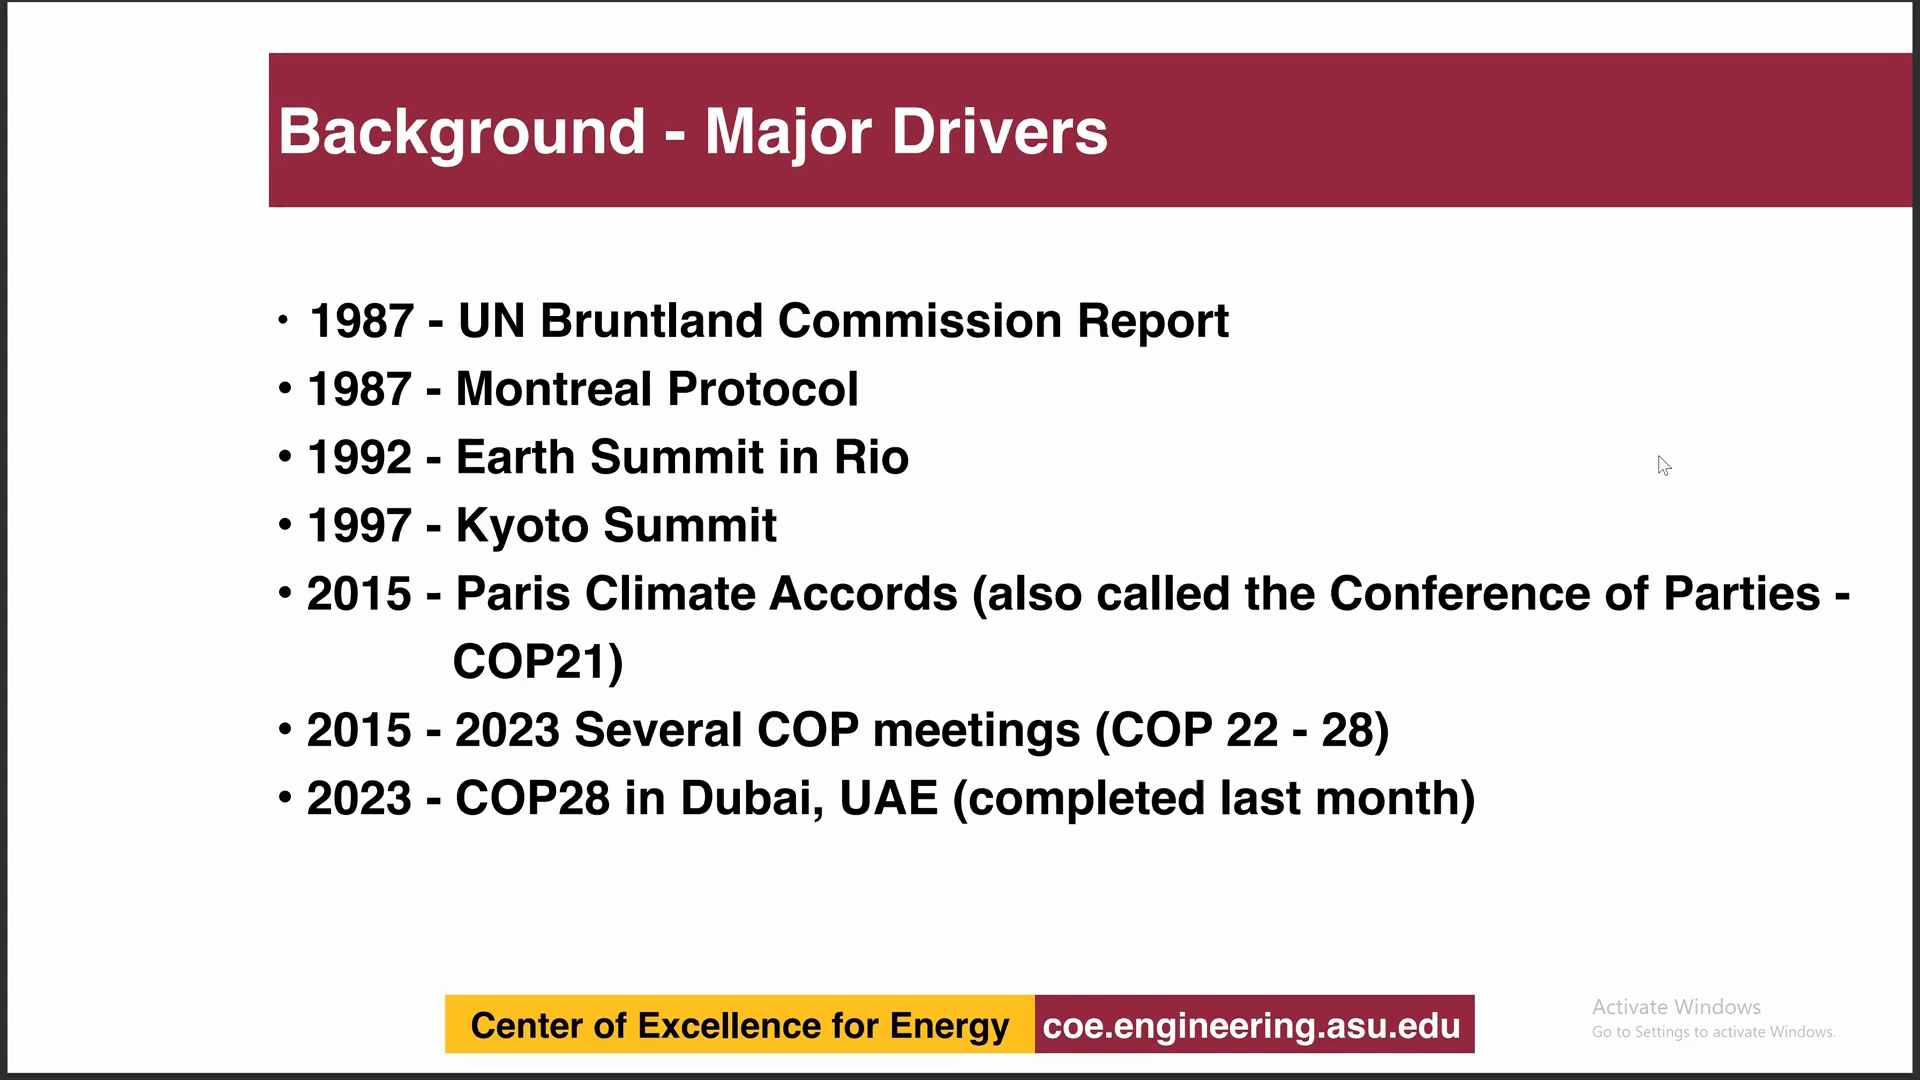 Background - Major Drivers
• 1987 - UN Bruntland Commission Report
• 1987 - Montreal Protocol
• 1992 - Earth Summit in Rio
• 1997 - Kyoto Summit
• 2015 - Paris Climate Accords (also called the Conference of Parties -
COP21)
• 2015 - 2023 Several COP meetings (COP 22 - 28)
• 2023 - COP28 in Dubai, UAE (completed last month)
Center of Excellence for Energy coe.engineering.asu.edu
Activate Windows
Go to Settings to activate Windows.